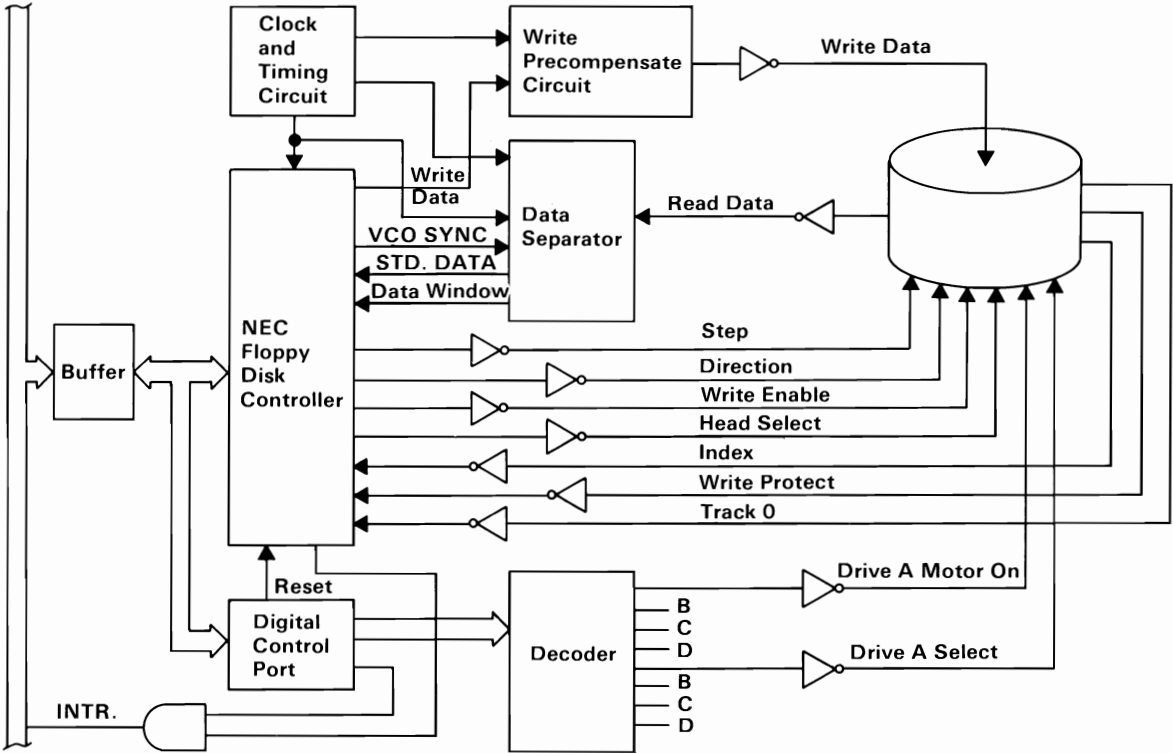 Clock
and
Timing
Circuit
Write
Precompensate
Circuit
Write Data
Write
Data
Data
Separator
Read Data
VCO SYNC
STD. DATA
Data Window
NEC
Floppy
Disk
Controller
Buffer
Step
Direction
Write Enable
Head Select
Index
Write Protect
Track 0
Reset
Digital
Control
Port
Decoder
Drive A Motor On
B
C
D
Drive A Select
B
C
D
INTR.